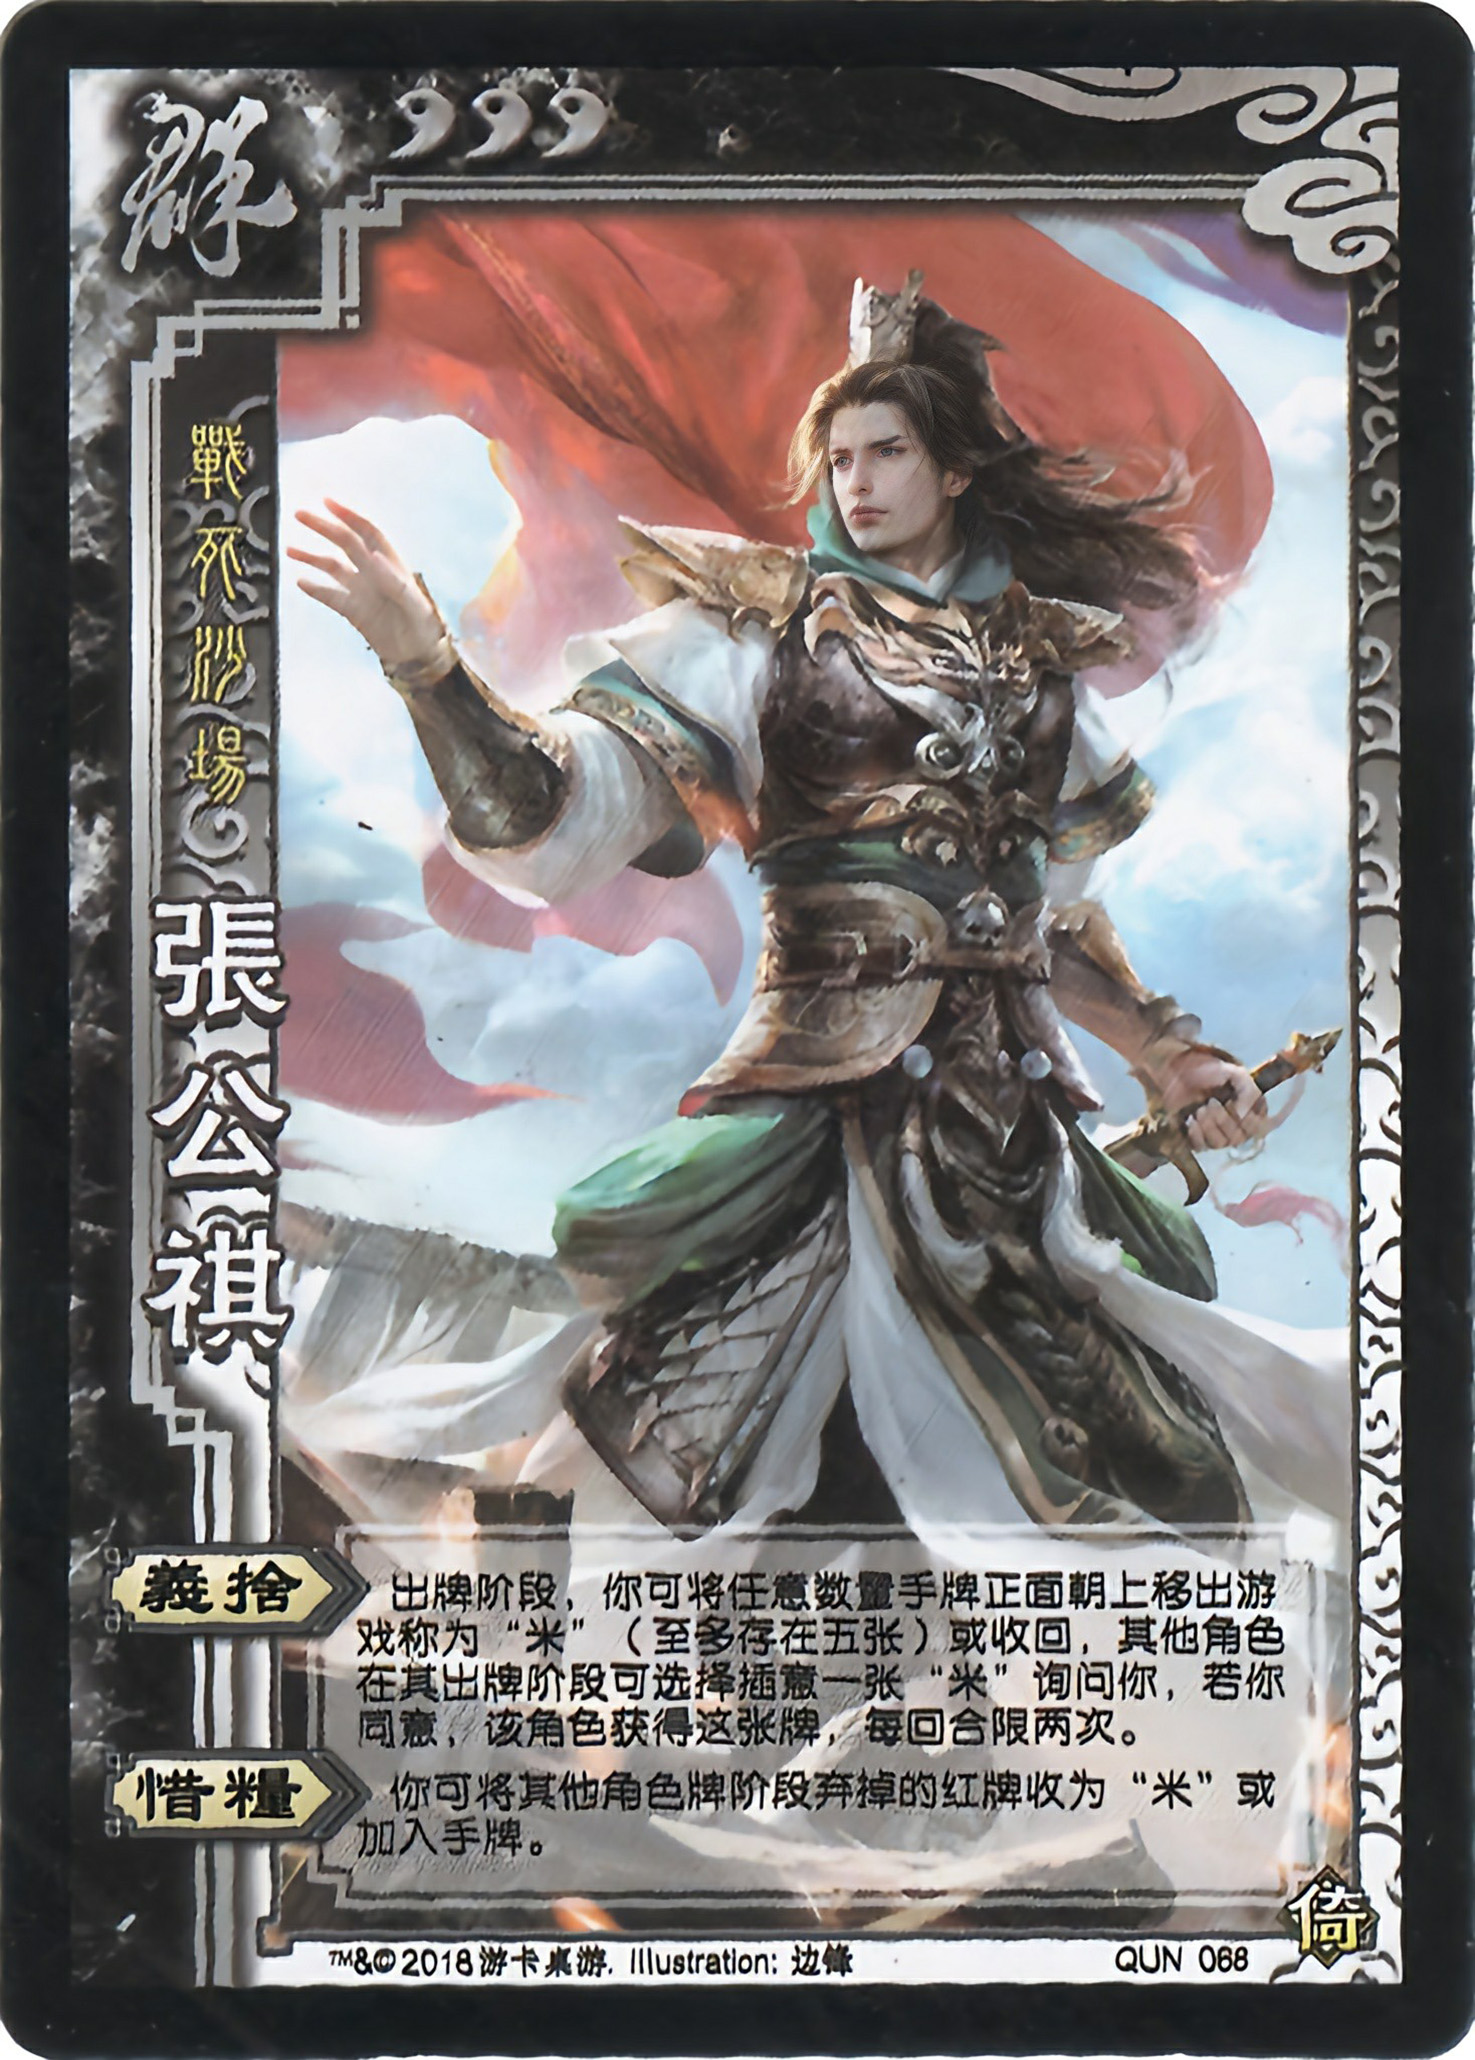 群
戰死沙場
張公祺
義捨
出牌阶段，你可将任意数量手牌正面朝上移出游
戏称为“米”（至多存在五张）或收回，其他角色
在其出牌阶段可选择插意一张“米”询问你，若你
同意，该角色获得这张牌，每回合限两次。
惜糧
你可将其他角色牌阶段弃掉的红牌收为“米”或
加入手牌。
倚
™&©2018游卡桌游. Illustration: 边锋
QUN 068